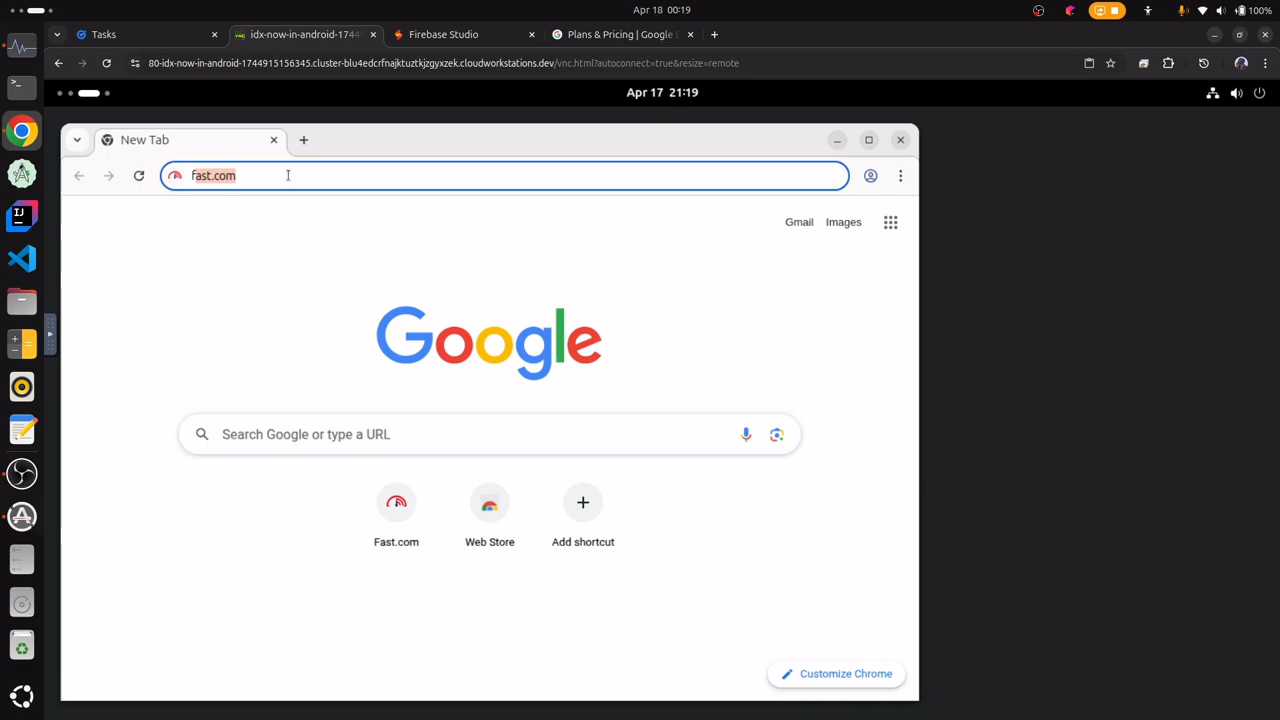 Apr 18 00:19
100%
Tasks
idx-now-in-android-1744
Firebase Studio
Plans & Pricing | Google
80-idx-now-in-android-1744915156345.cluster-blu4edcrfnajktuztkjzgyxzek.cloudworkstations.dev/vnc.html?autoconnect=true&resize=remote
Apr 17 21:19
New Tab
fast.com
Gmail
Images
Google
Search Google or type a URL
Fast.com
Web Store
Add shortcut
Customize Chrome